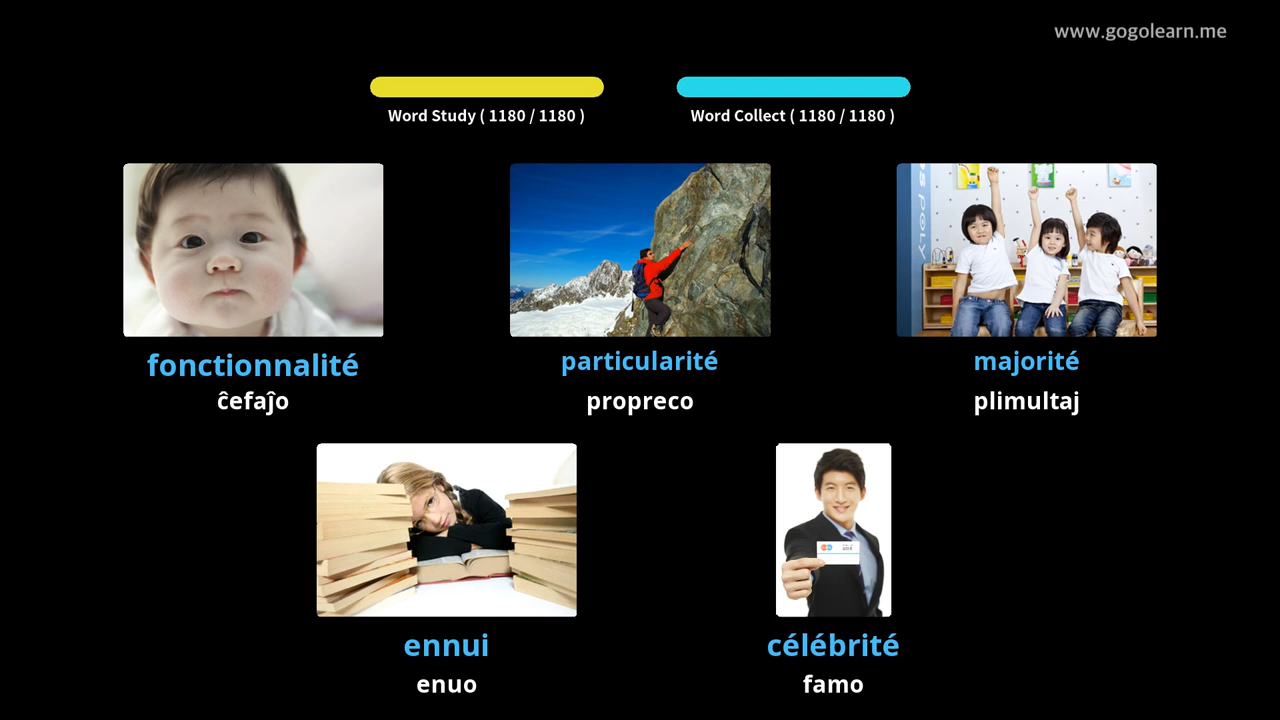 www.gogolearn.me
Word Study ( 1180 / 1180 )
Word Collect ( 1180 / 1180 )
fonctionnalité
ĉefaĵo
particularité
propreco
majorité
plimultaj
ennui
enuo
célébrité
famo